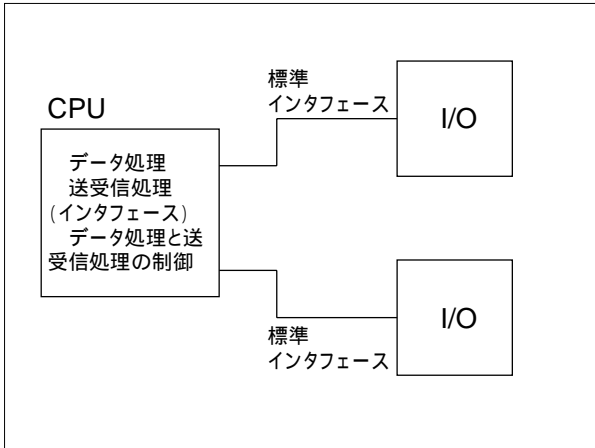 CPU
データ処理
送受信処理
(インタフェース)
データ処理と送
受信処理の制御
標準
インタフェース
I/O
標準
インタフェース
I/O